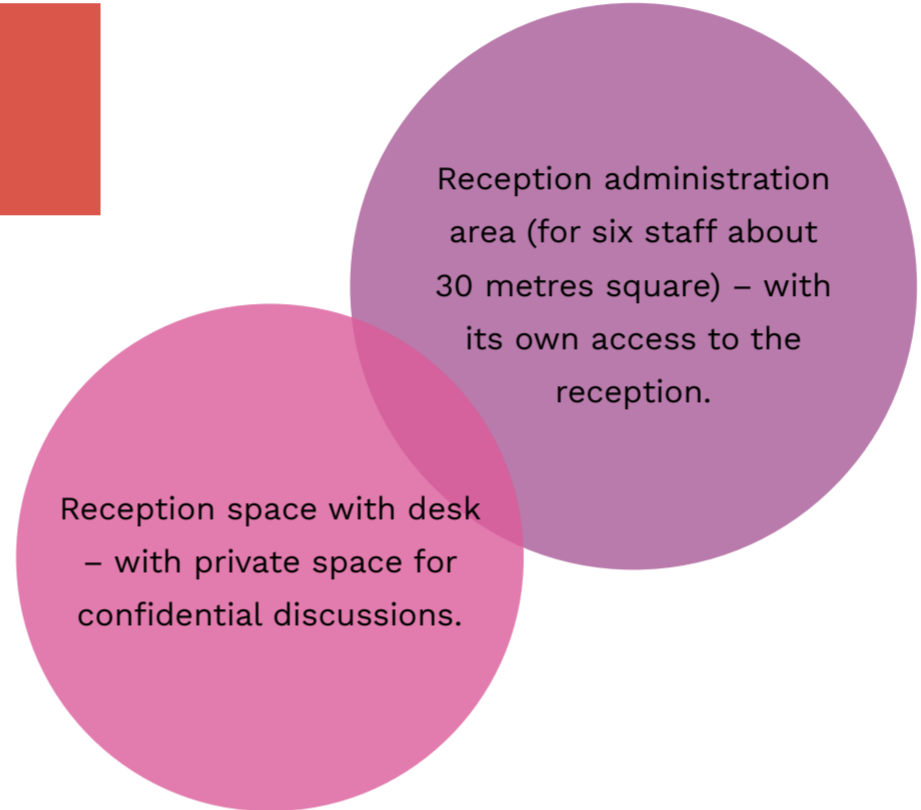 Reception administration
area (for six staff about
30 metres square) – with
its own access to the
reception.
Reception space with desk
– with private space for
confidential discussions.